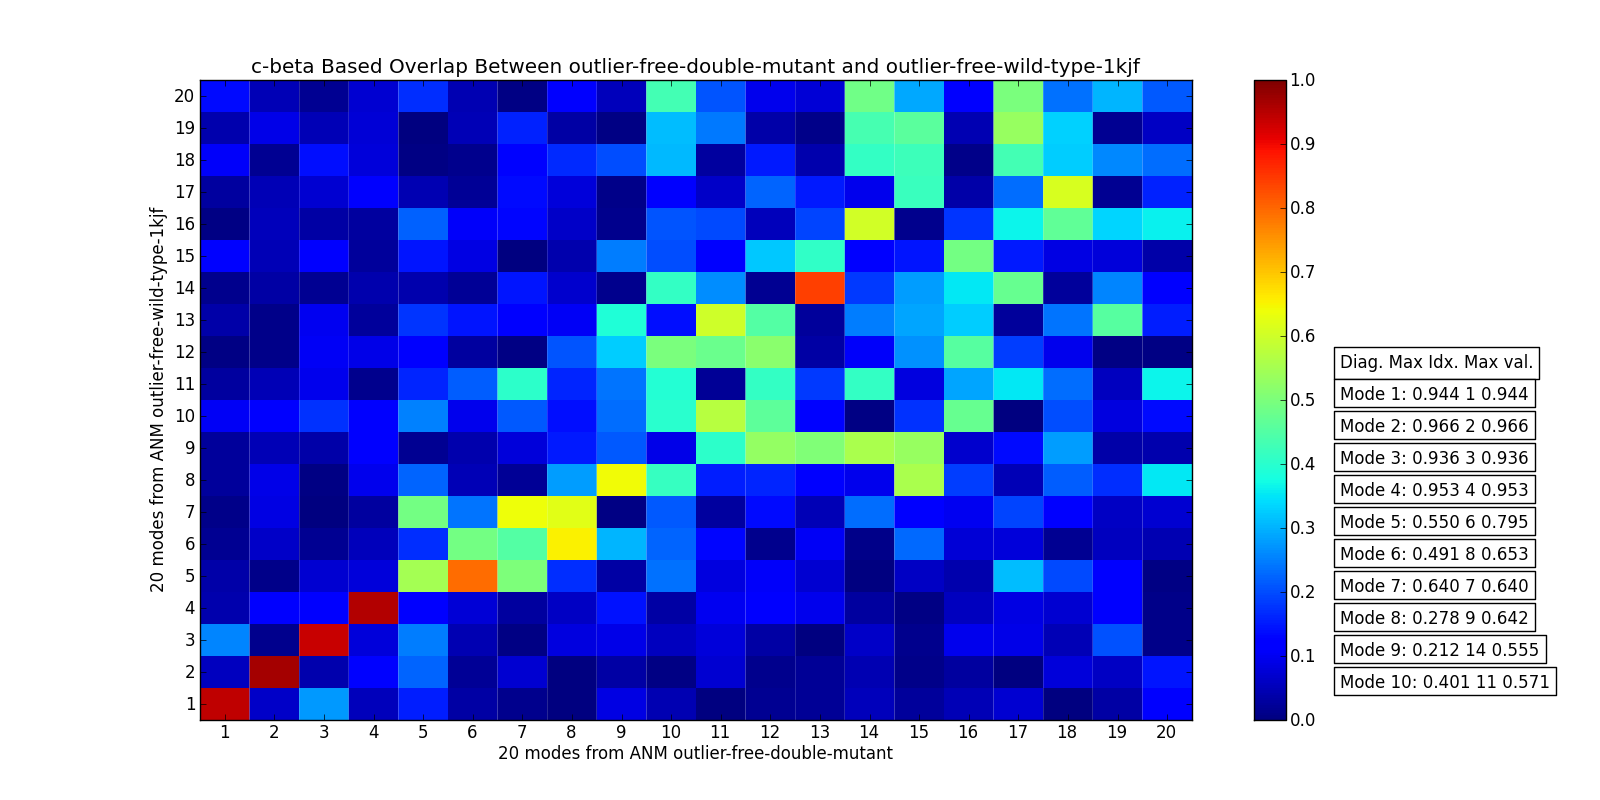 c-beta Based Overlap Between outlier-free-double-mutant and outlier-free-wild-type-1kjf
20 modes from ANM outlier-free-wild-type-1kjf
20
19
18
17
16
15
14
13
12
11
10
9
8
7
6
5
4
3
2
1
1 2 3 4 5 6 7 8 9 10 11 12 13 14 15 16 17 18 19 20
20 modes from ANM outlier-free-double-mutant
1.0
0.9
0.8
0.7
0.6
0.5
0.4
0.3
0.2
0.1
0.0
Diag. Max Idx. Max val.
Mode 1: 0.944 1 0.944
Mode 2: 0.966 2 0.966
Mode 3: 0.936 3 0.936
Mode 4: 0.953 4 0.953
Mode 5: 0.550 6 0.795
Mode 6: 0.491 8 0.653
Mode 7: 0.640 7 0.640
Mode 8: 0.278 9 0.642
Mode 9: 0.212 14 0.555
Mode 10: 0.401 11 0.571